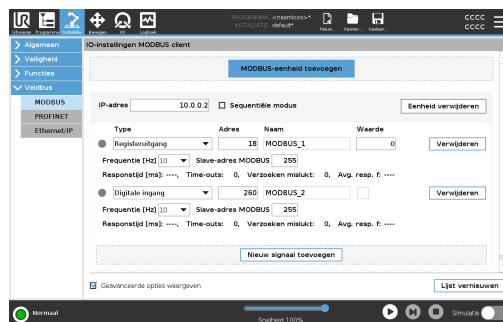 PROGRAMMA <naamloos>*
INSTALLATIE default*
CCCC
CCCC
Uitvoeren Programma Installatie Bewegen I/O Logboek Nieuw... Openen... Opslaan...
Algemeen
IO-instellingen MODBUS client
Veiligheid
Functies
Veldbus
MODBUS
PROFINET
Ethernet/IP
MODBUS-eenheid toevoegen
IP-adres 10.0.0.2 Sequentiële modus Eenheid verwijderen
Type Adres Naam Waarde
Registeruitgang 18 MODBUS_1 0 Verwijderen
Frequentie [Hz] 10 Slave-adres MODBUS 255
Responstijd [ms]: ----, Time-outs: 0, Verzoeken mislukt: 0, Avg. resp. f: ----
Digitale ingang 260 MODBUS_2 Verwijderen
Frequentie [Hz] 10 Slave-adres MODBUS 255
Responstijd [ms]: ----, Time-outs: 0, Verzoeken mislukt: 0, Avg. resp. f: ----
Nieuw signaal toevoegen
Geavanceerde opties weergeven Lijst vernieuwen
Normaal Snelheid 100% Simulatie